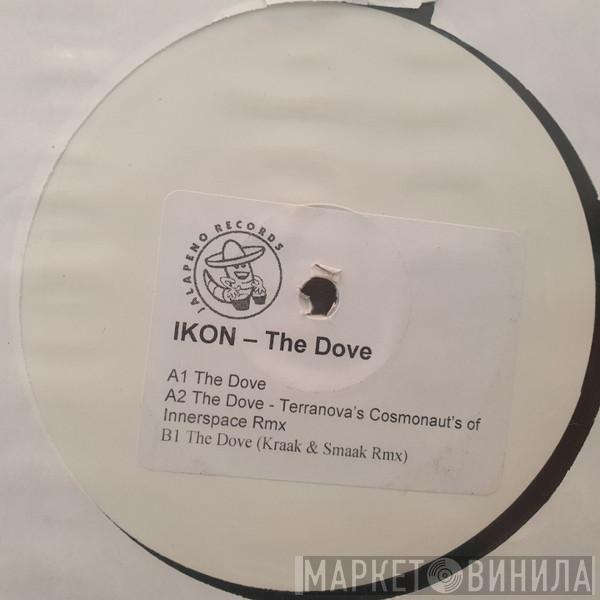 JALAPENO RECORDS
IKON – The Dove
A1 The Dove
A2 The Dove - Terranova's Cosmonaut's of
Innerspace Rmx
B1 The Dove (Kraak & Smaak Rmx)
МАРКЕТ ВИНИЛА